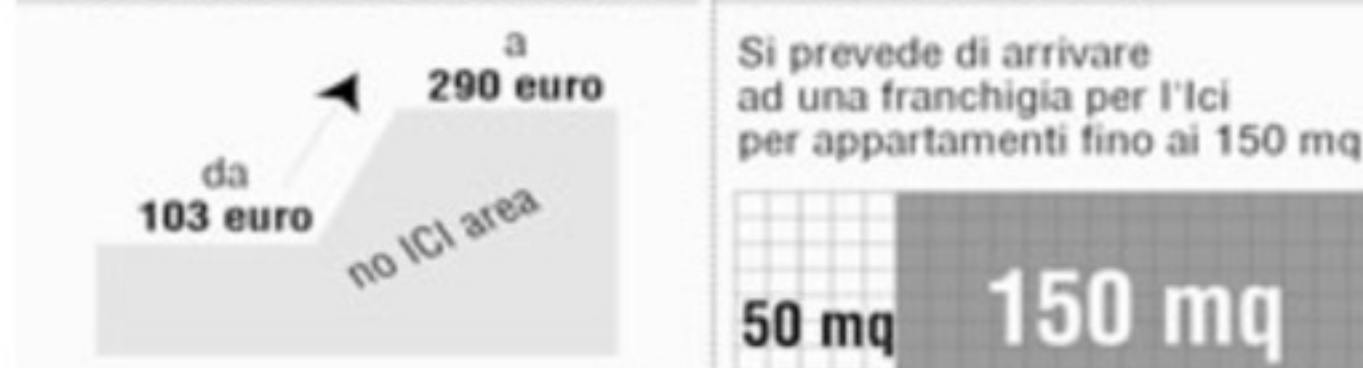 a
290 euro
da
103 euro
no ICI area
Si prevede di arrivare
ad una franchigia per l'Ici
per appartamenti fino ai 150 mq
50 mq
150 mq